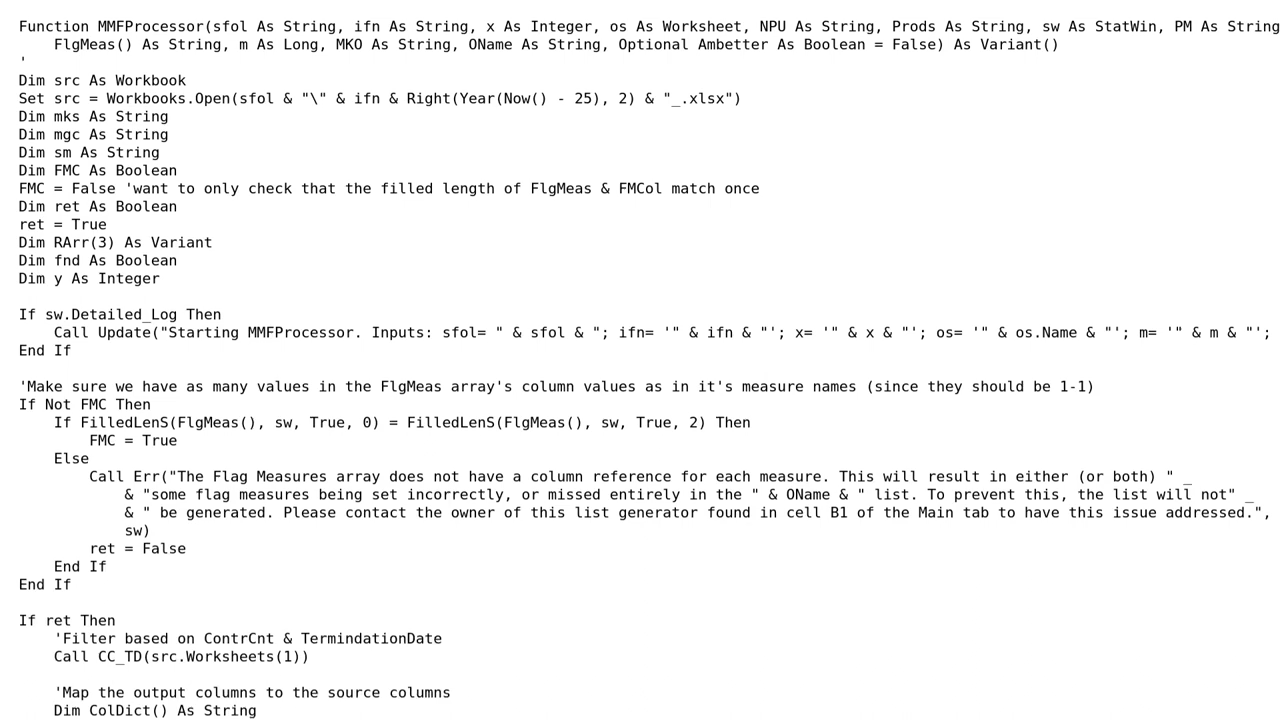 Function MMFProcessor(sfol As String, ifn As String, x As Integer, os As Worksheet, NPU As String, Prods As String, sw As StatWin, PM As String
    FlgMeas() As String, m As Long, MKO As String, OName As String, Optional Ambetter As Boolean = False) As Variant()
'
Dim src As Workbook
Set src = Workbooks.Open(sfol & "\" & ifn & Right(Year(Now() - 25), 2) & "_.xlsx")
Dim mks As String
Dim mgc As String
Dim sm As String
Dim FMC As Boolean
FMC = False 'want to only check that the filled length of FlgMeas & FMCol match once
Dim ret As Boolean
ret = True
Dim RArr(3) As Variant
Dim fnd As Boolean
Dim y As Integer

If sw.Detailed_Log Then
    Call Update("Starting MMFProcessor. Inputs: sfol= " & sfol & "; ifn= '" & ifn & "'; x= '" & x & "'; os= '" & os.Name & "'; m= '" & m & "';
End If

'Make sure we have as many values in the FlgMeas array's column values as in it's measure names (since they should be 1-1)
If Not FMC Then
    If FilledLenS(FlgMeas(), sw, True, 0) = FilledLenS(FlgMeas(), sw, True, 2) Then
        FMC = True
    Else
        Call Err("The Flag Measures array does not have a column reference for each measure. This will result in either (or both) " _
            & "some flag measures being set incorrectly, or missed entirely in the " & OName & " list. To prevent this, the list will not" _
            & " be generated. Please contact the owner of this list generator found in cell B1 of the Main tab to have this issue addressed.",
            sw)
        ret = False
    End If
End If

If ret Then
    'Filter based on ContrCnt & TermindationDate
    Call CC_TD(src.Worksheets(1))

    'Map the output columns to the source columns
    Dim ColDict() As String